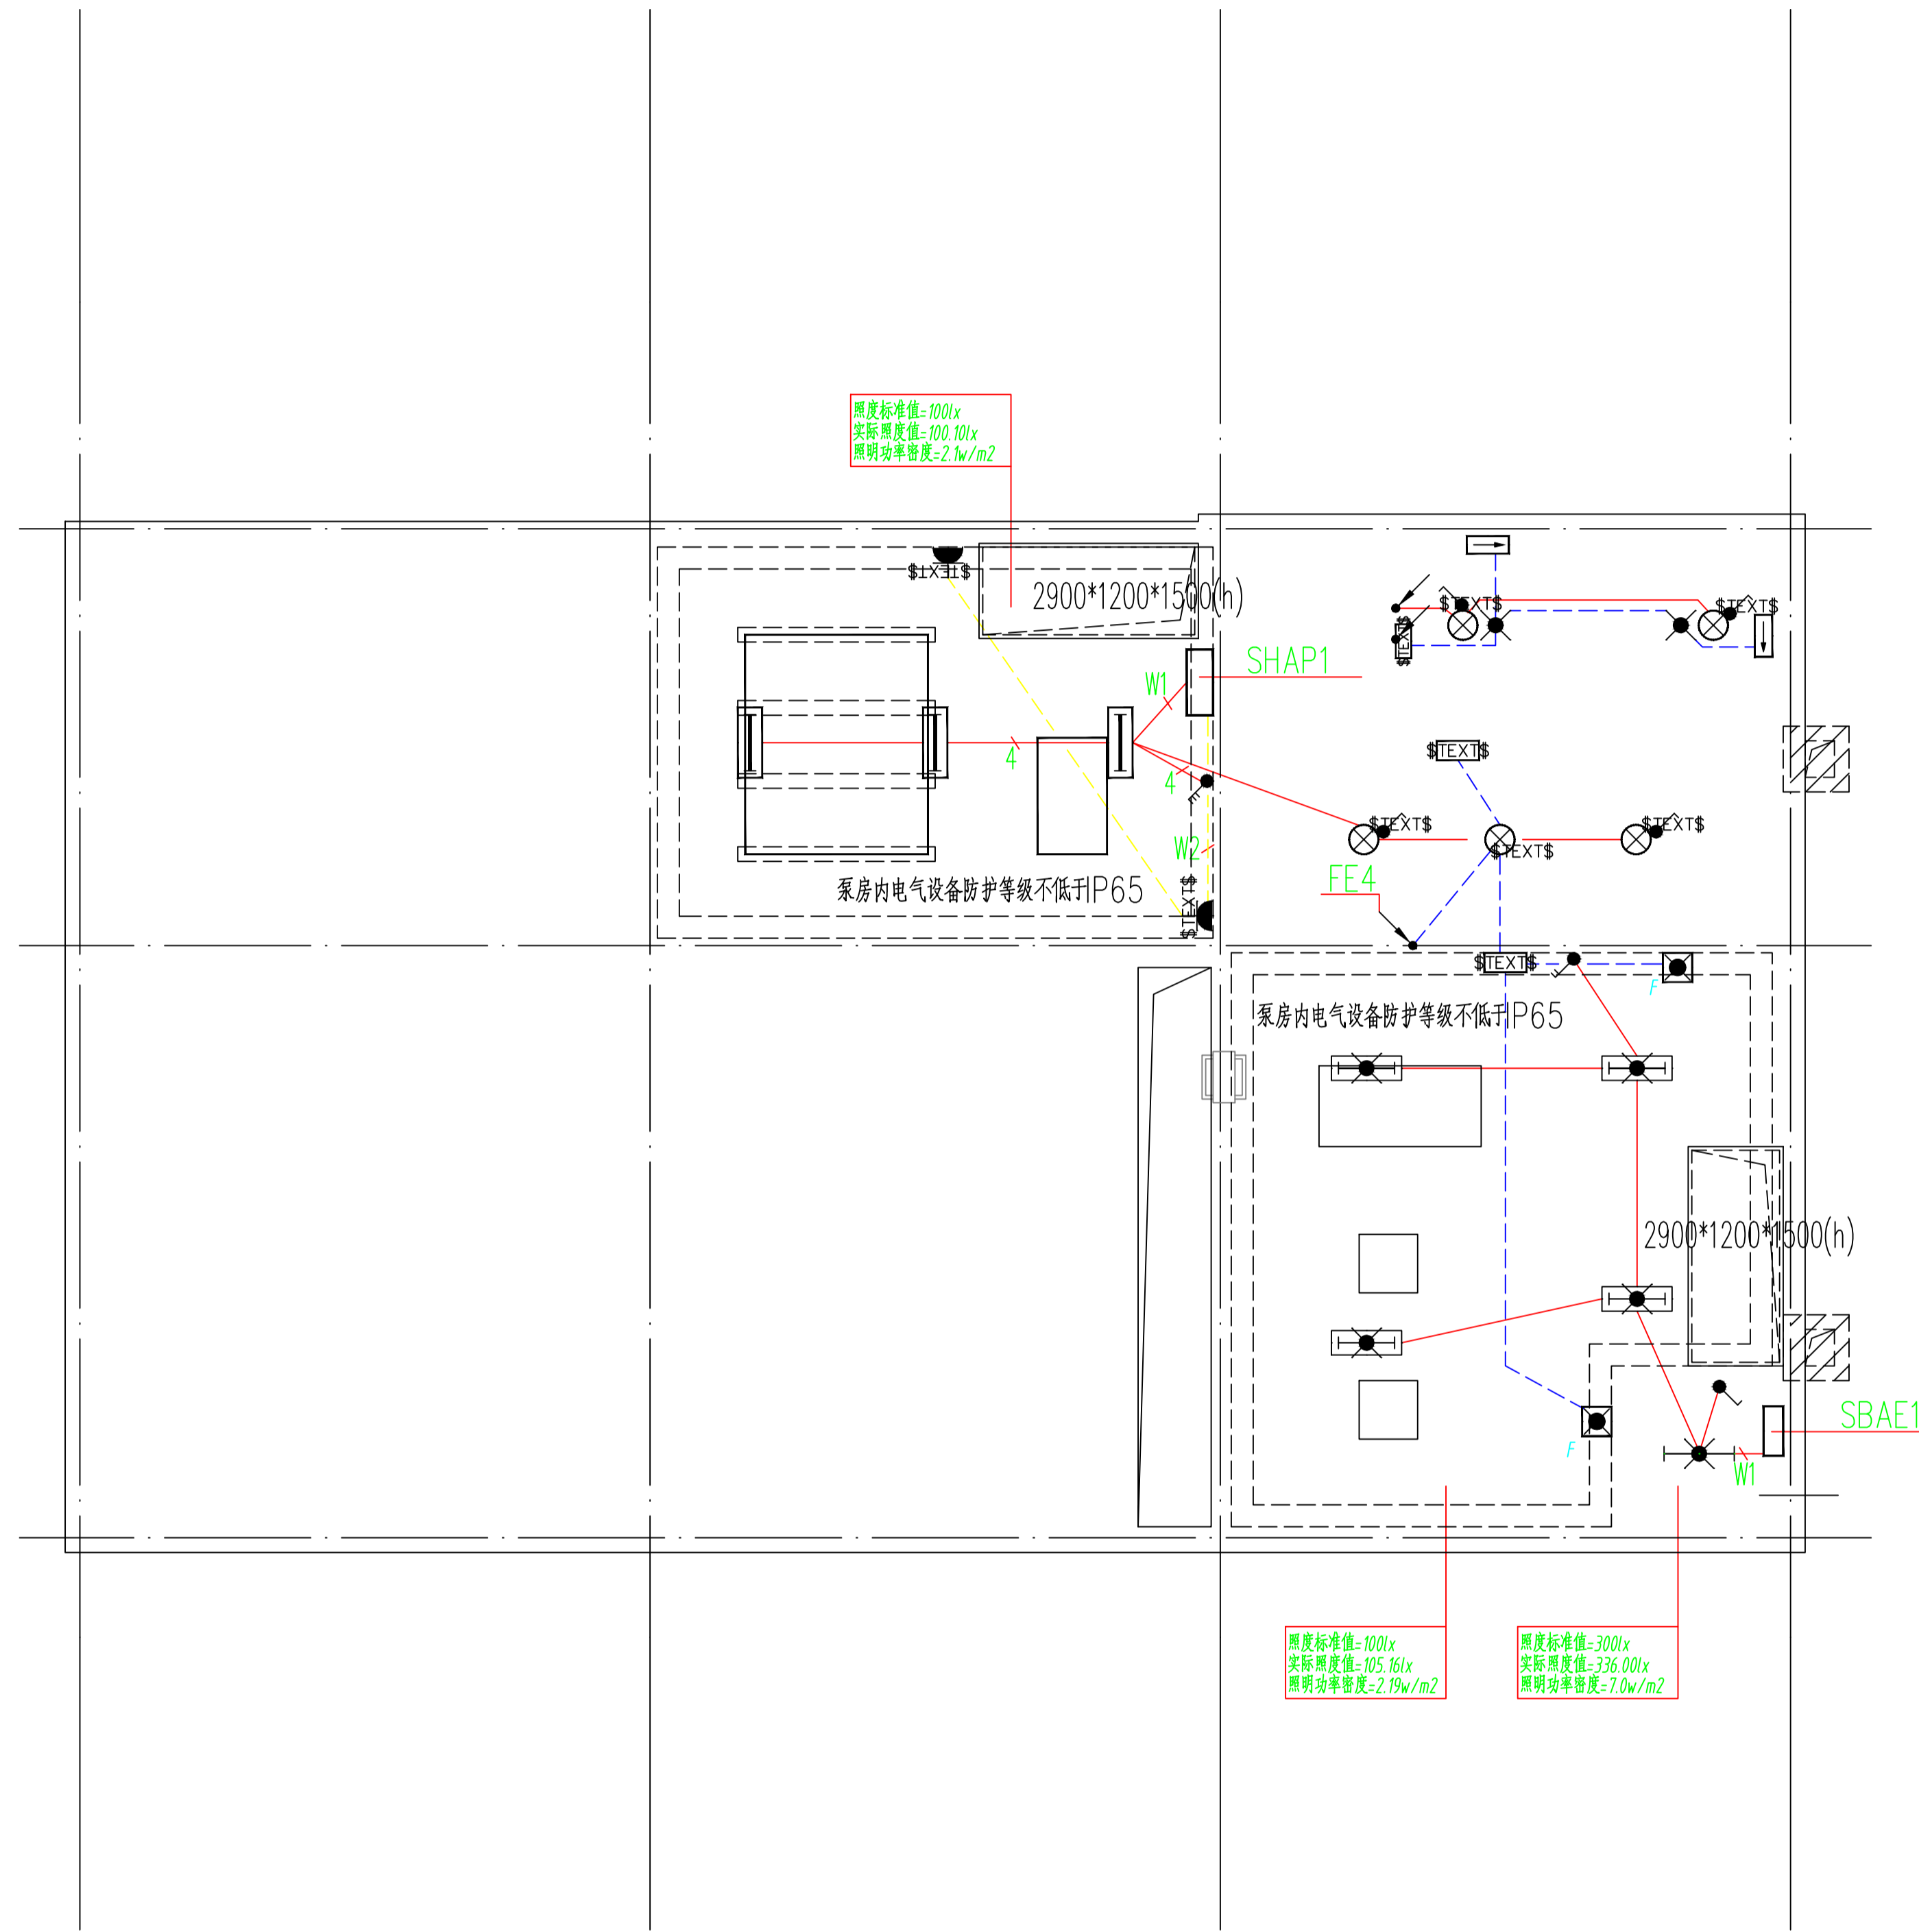 照度标准值=100lx
实际照度值=100.10lx
照明功率密度=2.1w/m2
$TEXT$
2900*1200*1500(h)
$TEXT$
$TEXT$
$TEXT$
SHAP1
W1
4
4
$TEXT$
$TEXT$
$TEXT$
$TEXT$
W2
FE4
泵房内电气设备防护等级不低于IP65
$TEXT$
$TEXT$
F
泵房内电气设备防护等级不低于IP65
2900*1200*1500(h)
SBAE1
F
W1
照度标准值=100lx
实际照度值=105.16lx
照明功率密度=2.19w/m2
照度标准值=300lx
实际照度值=336.00lx
照明功率密度=7.0w/m2